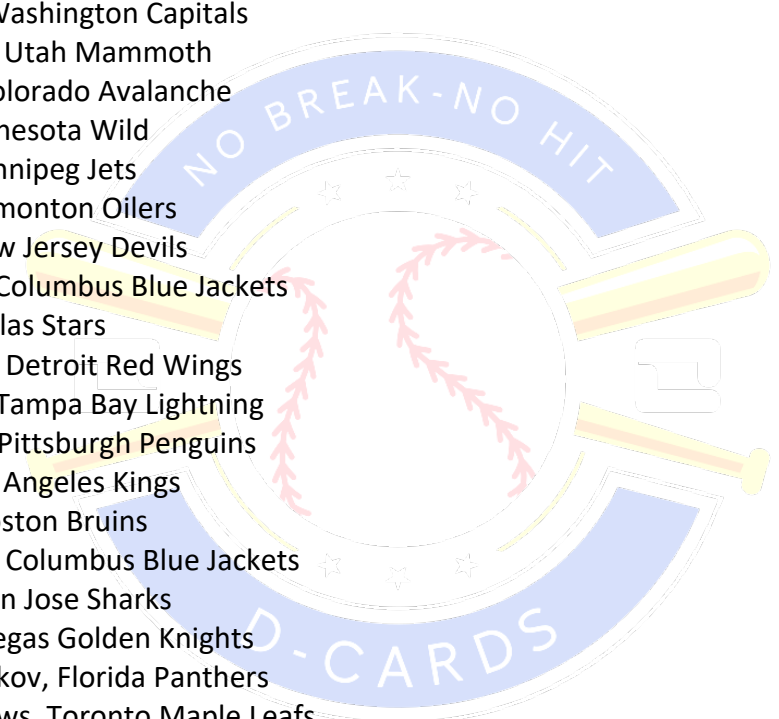 Washington Capitals
Utah Mammoth
olorado Avalanche
nesota Wild
nnipeg Jets
monton Oilers
w Jersey Devils
Columbus Blue Jackets
las Stars
Detroit Red Wings
Tampa Bay Lightning
Pittsburgh Penguins
Angeles Kings
ston Bruins
Columbus Blue Jackets
n Jose Sharks
egas Golden Knights
kov, Florida Panthers
ws, Toronto Maple Leafs
NO BREAK-NO HIT
D-CARDS